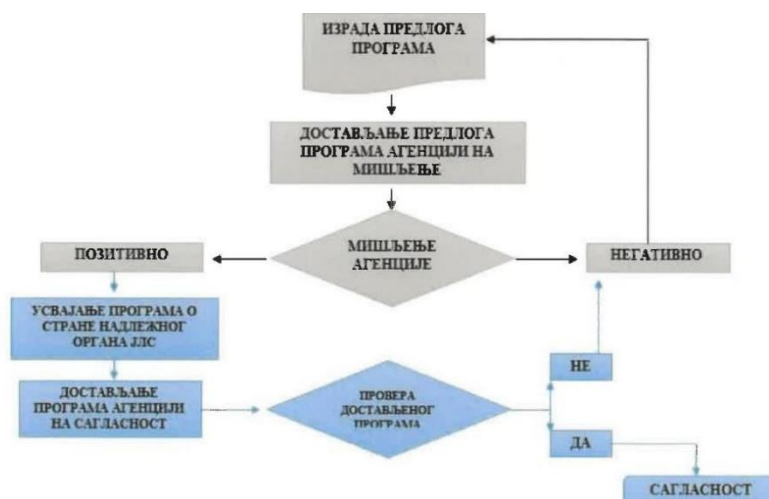 ИЗРАДА ПРЕДЛОГА
ПРОГРАМА
ДОСТАВЉАЊЕ ПРЕДЛОГА
ПРОГРАМА АГЕНЦИЈИ НА
МИШЉЕЊЕ
МИШЉЕЊЕ
АГЕНЦИЈЕ
ПОЗИТИВНО
НЕГАТИВНО
УСВАЈАЊЕ ПРОГРАМА О
СТРАНЕ НАДЛЕЖНОГ
ОРГАНА ЈЛС
ДОСТАВЉАЊЕ
ПРОГРАМА АГЕНЦИЈИ
НА САГЛАСНОСТ
ПРОВЕРА
ДОСТАВЉЕНОГ
ПРОГРАМА
НЕ
ДА
САГЛАСНОСТ